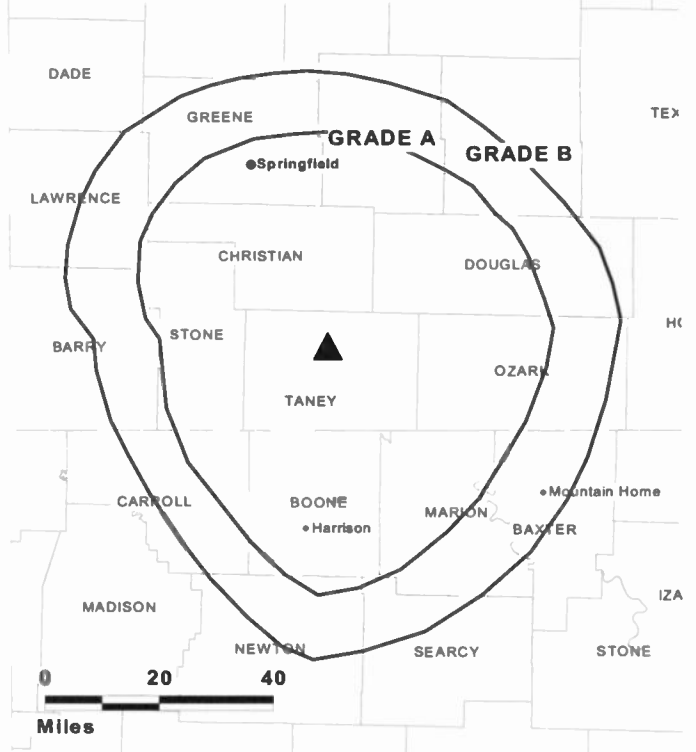 DADE
TEX
GREENE
GRADE A
GRADE B
Springfield
LAWRENCE
CHRISTIAN
DOUGLAS
HO
STONE
BARRY
OZARK
TANEY
Mountain Home
CARROLL
BOONE
MARION
BAXTER
Harrison
IZA
MADISON
NEWTON
SEARCY
STONE
0 20 40
Miles